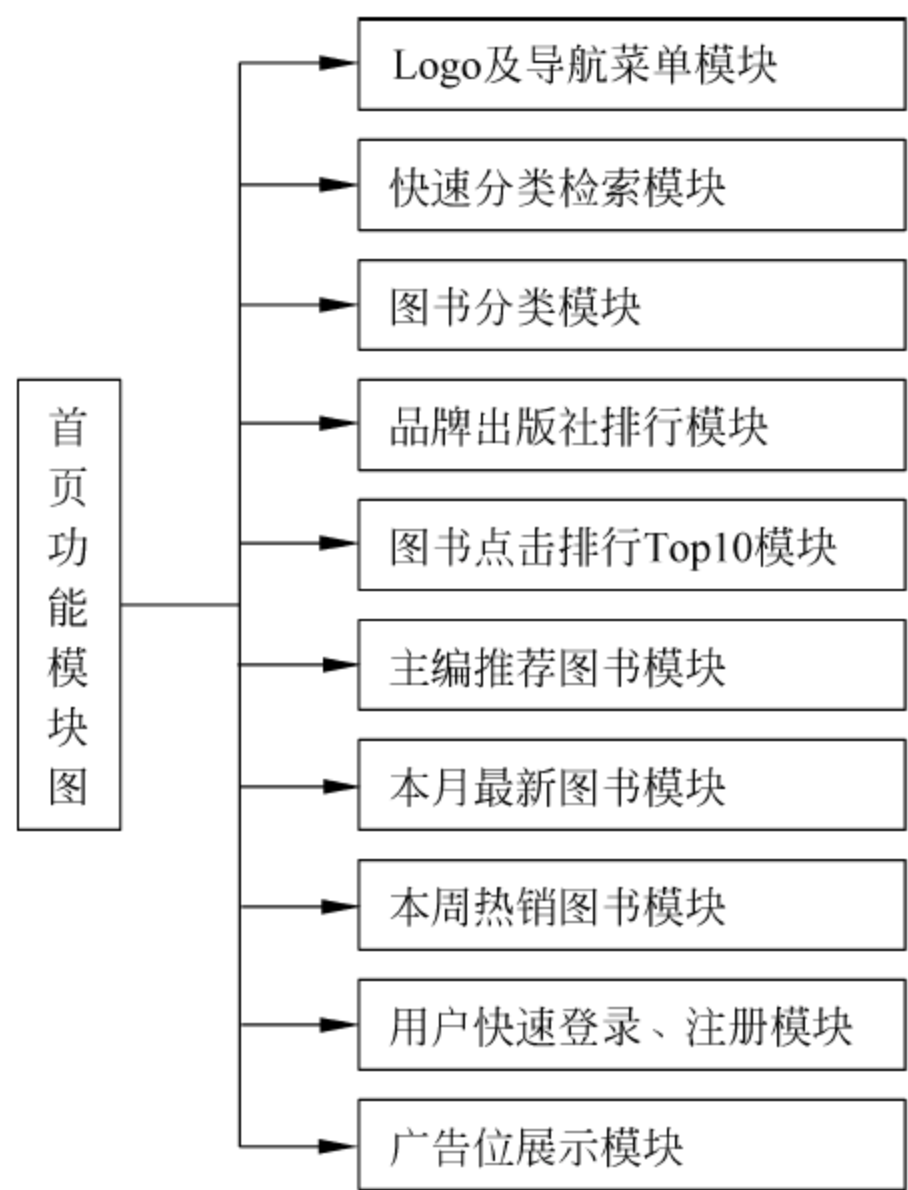 首页功能模块图
Logo及导航菜单模块
快速分类检索模块
图书分类模块
品牌出版社排行模块
图书点击排行Top10模块
主编推荐图书模块
本月最新图书模块
本周热销图书模块
用户快速登录、注册模块
广告位展示模块